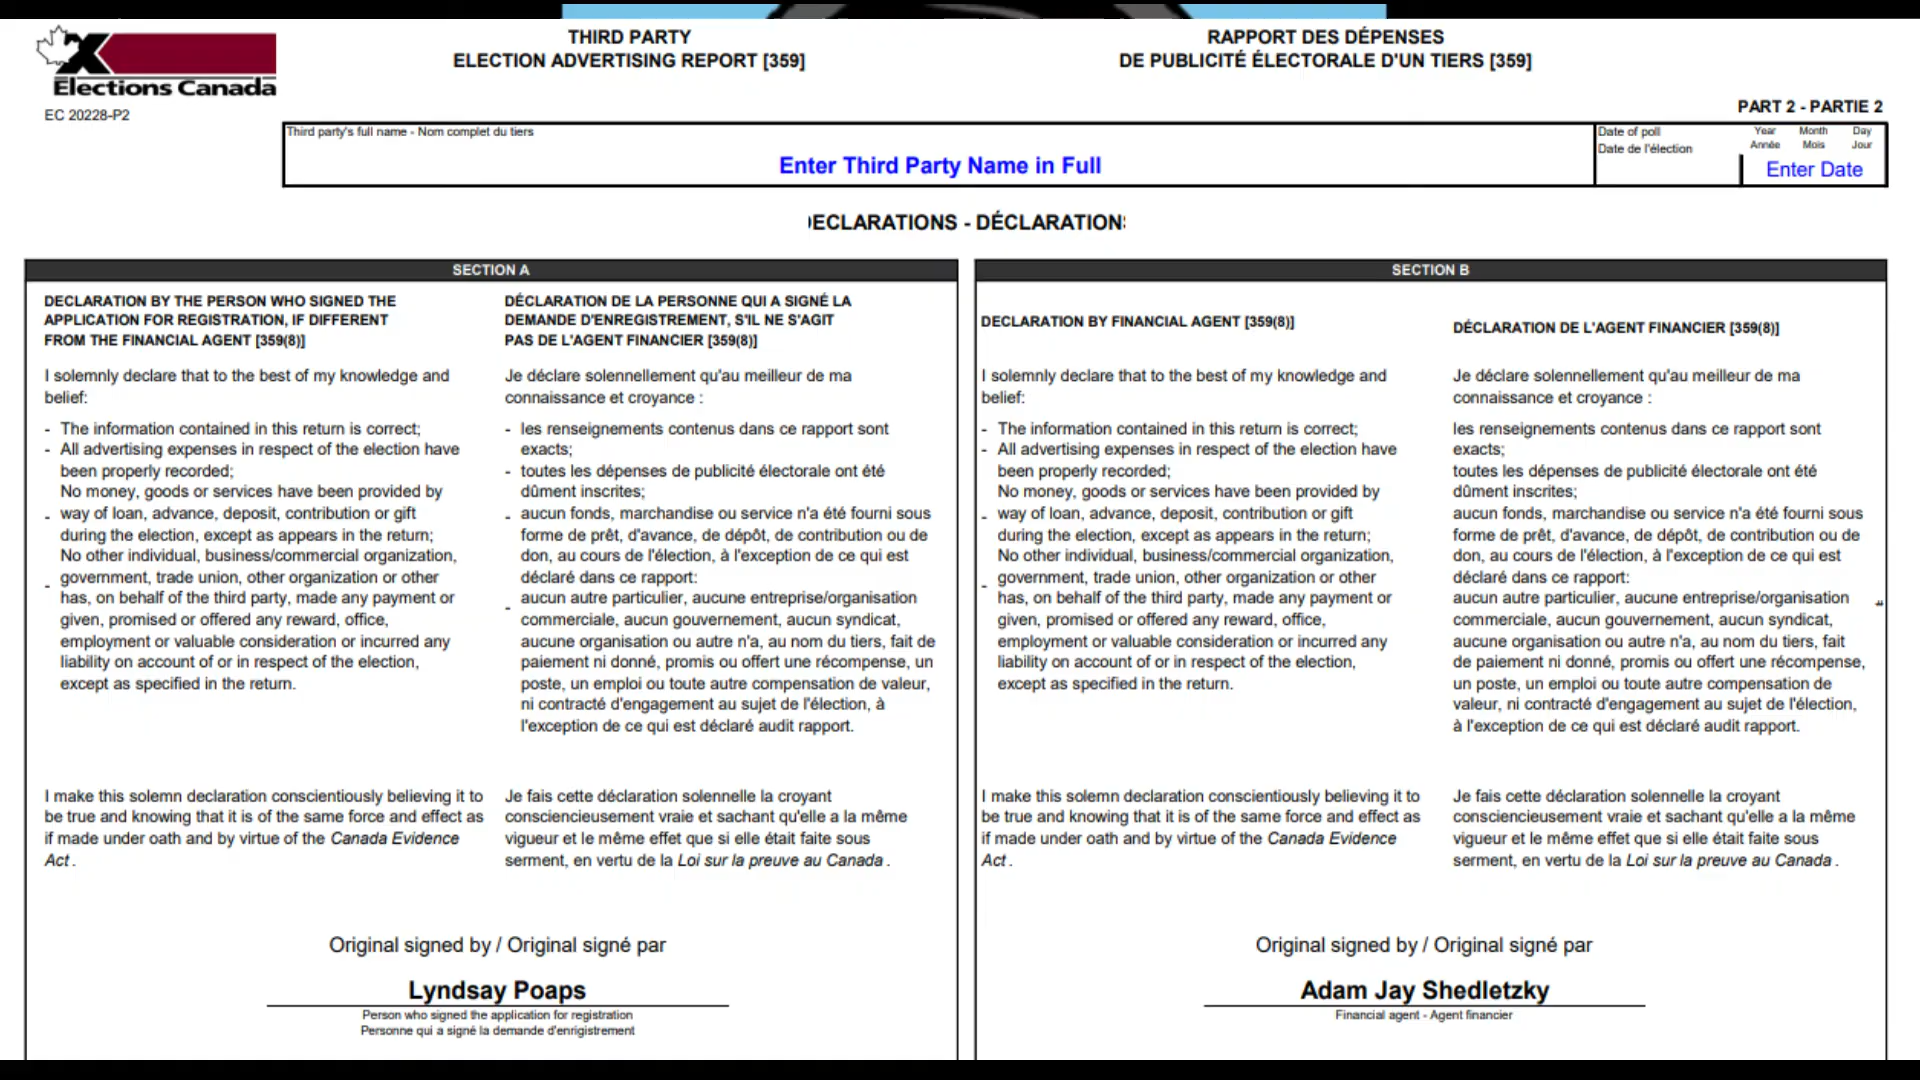 THIRD PARTY
ELECTION ADVERTISING REPORT [359]
RAPPORT DES DÉPENSES
DE PUBLICITÉ ÉLECTORALE D'UN TIERS [359]
Elections Canada
EC 20228-P2
PART 2 - PARTIE 2
Third party's full name - Nom complet du tiers
Enter Third Party Name in Full
Date of poll
Date de l'élection
Year Month Day
Année Mois Jour
Enter Date
ECLARATIONS - DÉCLARATION
SECTION A
DECLARATION BY THE PERSON WHO SIGNED THE
APPLICATION FOR REGISTRATION, IF DIFFERENT
FROM THE FINANCIAL AGENT [359(8)]
I solemnly declare that to the best of my knowledge and
belief:
- The information contained in this return is correct;
- All advertising expenses in respect of the election have
been properly recorded;
No money, goods or services have been provided by
- way of loan, advance, deposit, contribution or gift
during the election, except as appears in the return;
No other individual, business/commercial organization,
- government, trade union, other organization or other
has, on behalf of the third party, made any payment or
given, promised or offered any reward, office,
employment or valuable consideration or incurred any
liability on account of or in respect of the election,
except as specified in the return.
I make this solemn declaration conscientiously believing it to
be true and knowing that it is of the same force and effect as
if made under oath and by virtue of the Canada Evidence
Act .
DÉCLARATION DE LA PERSONNE QUI A SIGNÉ LA
DEMANDE D'ENREGISTREMENT, S'IL NE S'AGIT
PAS DE L'AGENT FINANCIER [359(8)]
Je déclare solennellement qu'au meilleur de ma
connaissance et croyance :
- les renseignements contenus dans ce rapport sont
exacts;
- toutes les dépenses de publicité électorale ont été
dûment inscrites;
- aucun fonds, marchandise ou service n'a été fourni sous
forme de prêt, d'avance, de dépôt, de contribution ou de
don, au cours de l'élection, à l'exception de ce qui est
déclaré dans ce rapport:
- aucun autre particulier, aucune entreprise/organisation
commerciale, aucun gouvernement, aucun syndicat,
aucune organisation ou autre n'a, au nom du tiers, fait de
paiement ni donné, promis ou offert une récompense, un
poste, un emploi ou toute autre compensation de valeur,
ni contracté d'engagement au sujet de l'élection, à
l'exception de ce qui est déclaré audit rapport.
Je fais cette déclaration solennelle la croyant
consciencieusement vraie et sachant qu'elle a la même
vigueur et le même effet que si elle était faite sous
serment, en vertu de la Loi sur la preuve au Canada .
Original signed by / Original signé par
Lyndsay Poaps
Person who signed the application for registration
Personne qui a signé la demande d'enrigistrement
SECTION B
DECLARATION BY FINANCIAL AGENT [359(8)]
I solemnly declare that to the best of my knowledge and
belief:
- The information contained in this return is correct;
- All advertising expenses in respect of the election have
been properly recorded;
No money, goods or services have been provided by
- way of loan, advance, deposit, contribution or gift
during the election, except as appears in the return;
No other individual, business/commercial organization,
- government, trade union, other organization or other
has, on behalf of the third party, made any payment or
given, promised or offered any reward, office,
employment or valuable consideration or incurred any
liability on account of or in respect of the election,
except as specified in the return.
I make this solemn declaration conscientiously believing it to
be true and knowing that it is of the same force and effect as
if made under oath and by virtue of the Canada Evidence
Act .
DÉCLARATION DE L'AGENT FINANCIER [359(8)]
Je déclare solennellement qu'au meilleur de ma
connaissance et croyance :
les renseignements contenus dans ce rapport sont
exacts;
toutes les dépenses de publicité électorale ont été
dûment inscrites;
aucun fonds, marchandise ou service n'a été fourni sous
forme de prêt, d'avance, de dépôt, de contribution ou de
don, au cours de l'élection, à l'exception de ce qui est
déclaré dans ce rapport:
aucun autre particulier, aucune entreprise/organisation
commerciale, aucun gouvernement, aucun syndicat,
aucune organisation ou autre n'a, au nom du tiers, fait
de paiement ni donné, promis ou offert une récompense,
un poste, un emploi ou toute autre compensation de
valeur, ni contracté d'engagement au sujet de l'élection,
à l'exception de ce qui est déclaré audit rapport.
Je fais cette déclaration solennelle la croyant
consciencieusement vraie et sachant qu'elle a la même
vigueur et le même effet que si elle était faite sous
serment, en vertu de la Loi sur la preuve au Canada .
Original signed by / Original signé par
Adam Jay Shedletzky
Financial agent - Agent financier